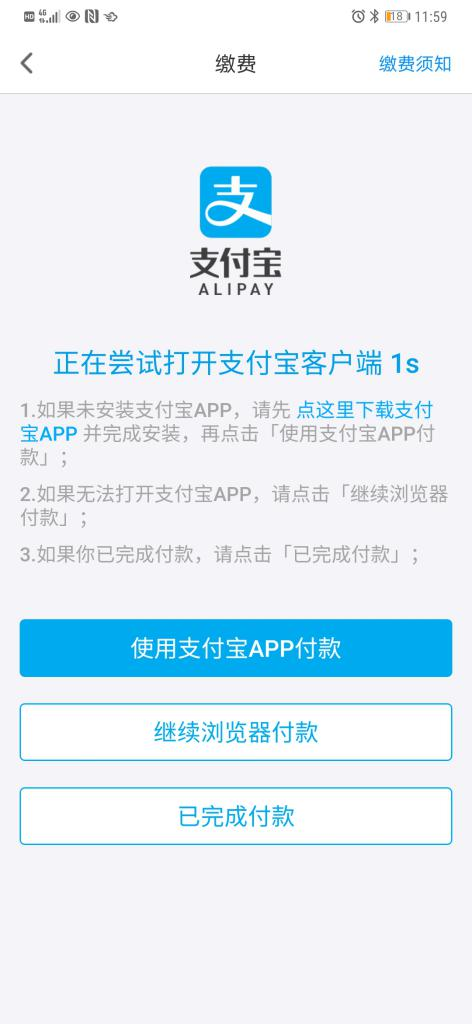 HD 4G 18 11:59
缴费 缴费须知
支
支付宝
ALIPAY
正在尝试打开支付宝客户端 1s
1.如果未安装支付宝APP，请先 点这里下载支付
宝APP 并完成安装，再点击「使用支付宝APP付
款」；
2.如果无法打开支付宝APP，请点击「继续浏览器
付款」；
3.如果你已完成付款，请点击「已完成付款」；
使用支付宝APP付款
继续浏览器付款
已完成付款